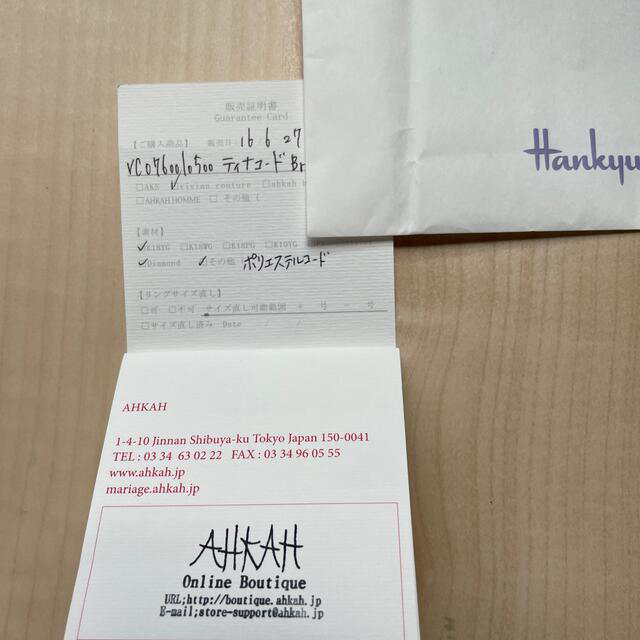 Hankyu
販売証明書
Guarantee Card
【ご購入商品】 販売日 16 6 27
VC0760010500 ティナコードBr
□AKS ☑vivian couture □ahkah
□AHKAH HOMME □その他 (
【素材】
☑K18YG □K18WG □K18PG □K10YG
☑Diamond ☑その他 ポリエステルコード
【リングサイズ直し】
□可 □不可 サイズ直し可能範囲 + 号 − 号
□サイズ直し済み Date / /
AHKAH
1-4-10 Jinnan Shibuya-ku Tokyo Japan 150-0041
TEL : 03 34 63 02 22 FAX : 03 34 96 05 55
www.ahkah.jp
mariage.ahkah.jp
AHKAH
Online Boutique
URL;http://boutique.ahkah.jp
E-mail;store-support@ahkah.jp